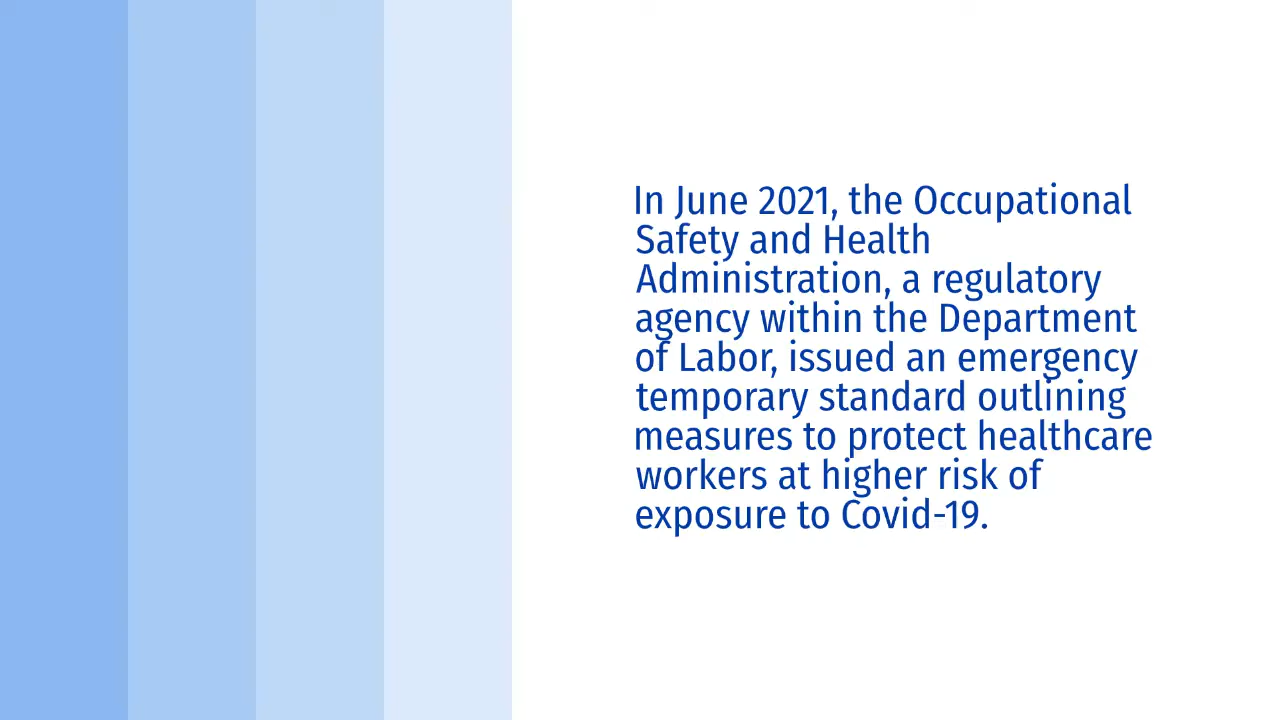 In June 2021, the Occupational
Safety and Health
Administration, a regulatory
agency within the Department
of Labor, issued an emergency
temporary standard outlining
measures to protect healthcare
workers at higher risk of
exposure to Covid-19.